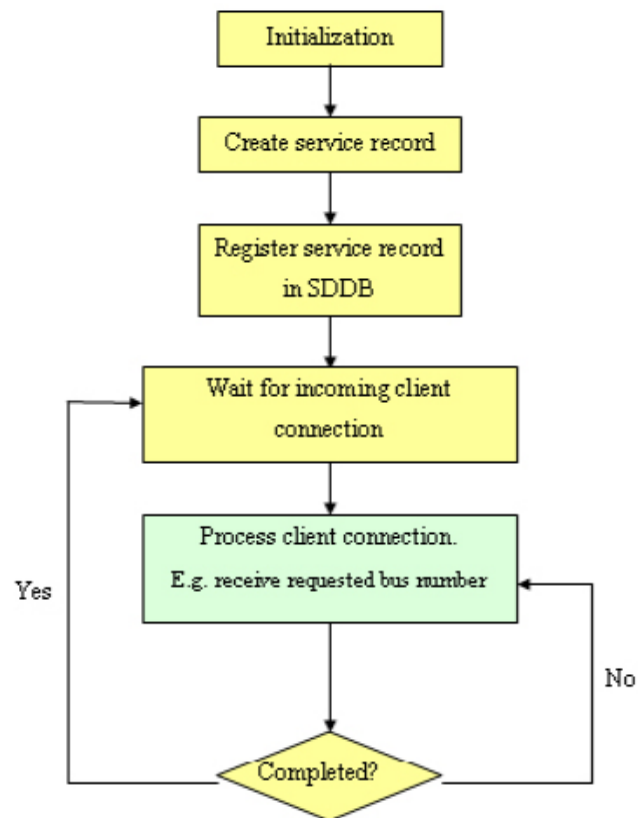 Initialization
Create service record
Register service record
in SDDB
Wait for incoming client
connection
Process client connection.
E.g. receive requested bus number
Yes
No
Completed?